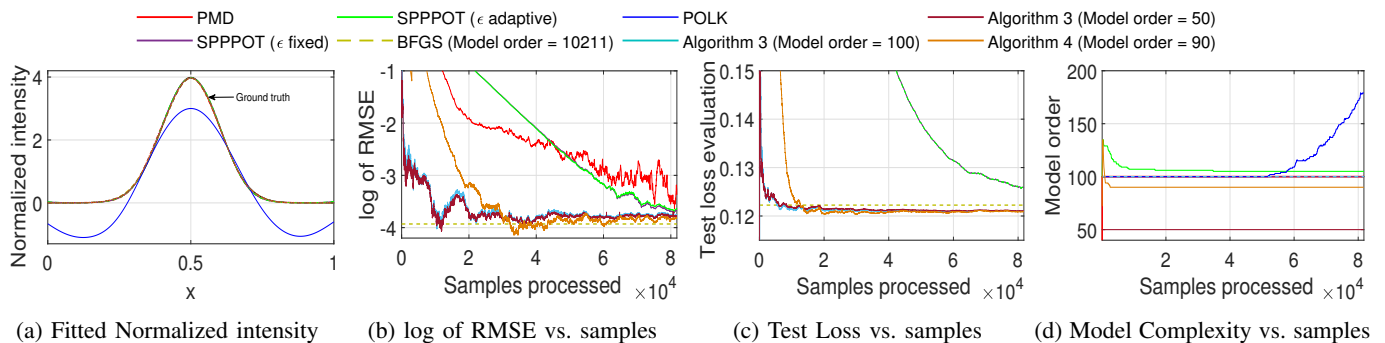 PMD SPPPOT (ϵ adaptive) POLK Algorithm 3 (Model order = 50)
SPPPOT (ϵ fixed) BFGS (Model order = 10211) Algorithm 3 (Model order = 100) Algorithm 4 (Model order = 90)
Normalized intensity
4
2
0
Ground truth
0 0.5 1
x
log of RMSE
-1
-2
-3
-4
0 2 4 6 8
Samples processed ×10^4
Test loss evaluation
0.15
0.14
0.13
0.12
0 2 4 6 8
Samples processed ×10^4
Model order
200
150
100
50
0 2 4 6 8
Samples processed ×10^4
(a) Fitted Normalized intensity (b) log of RMSE vs. samples (c) Test Loss vs. samples (d) Model Complexity vs. samples